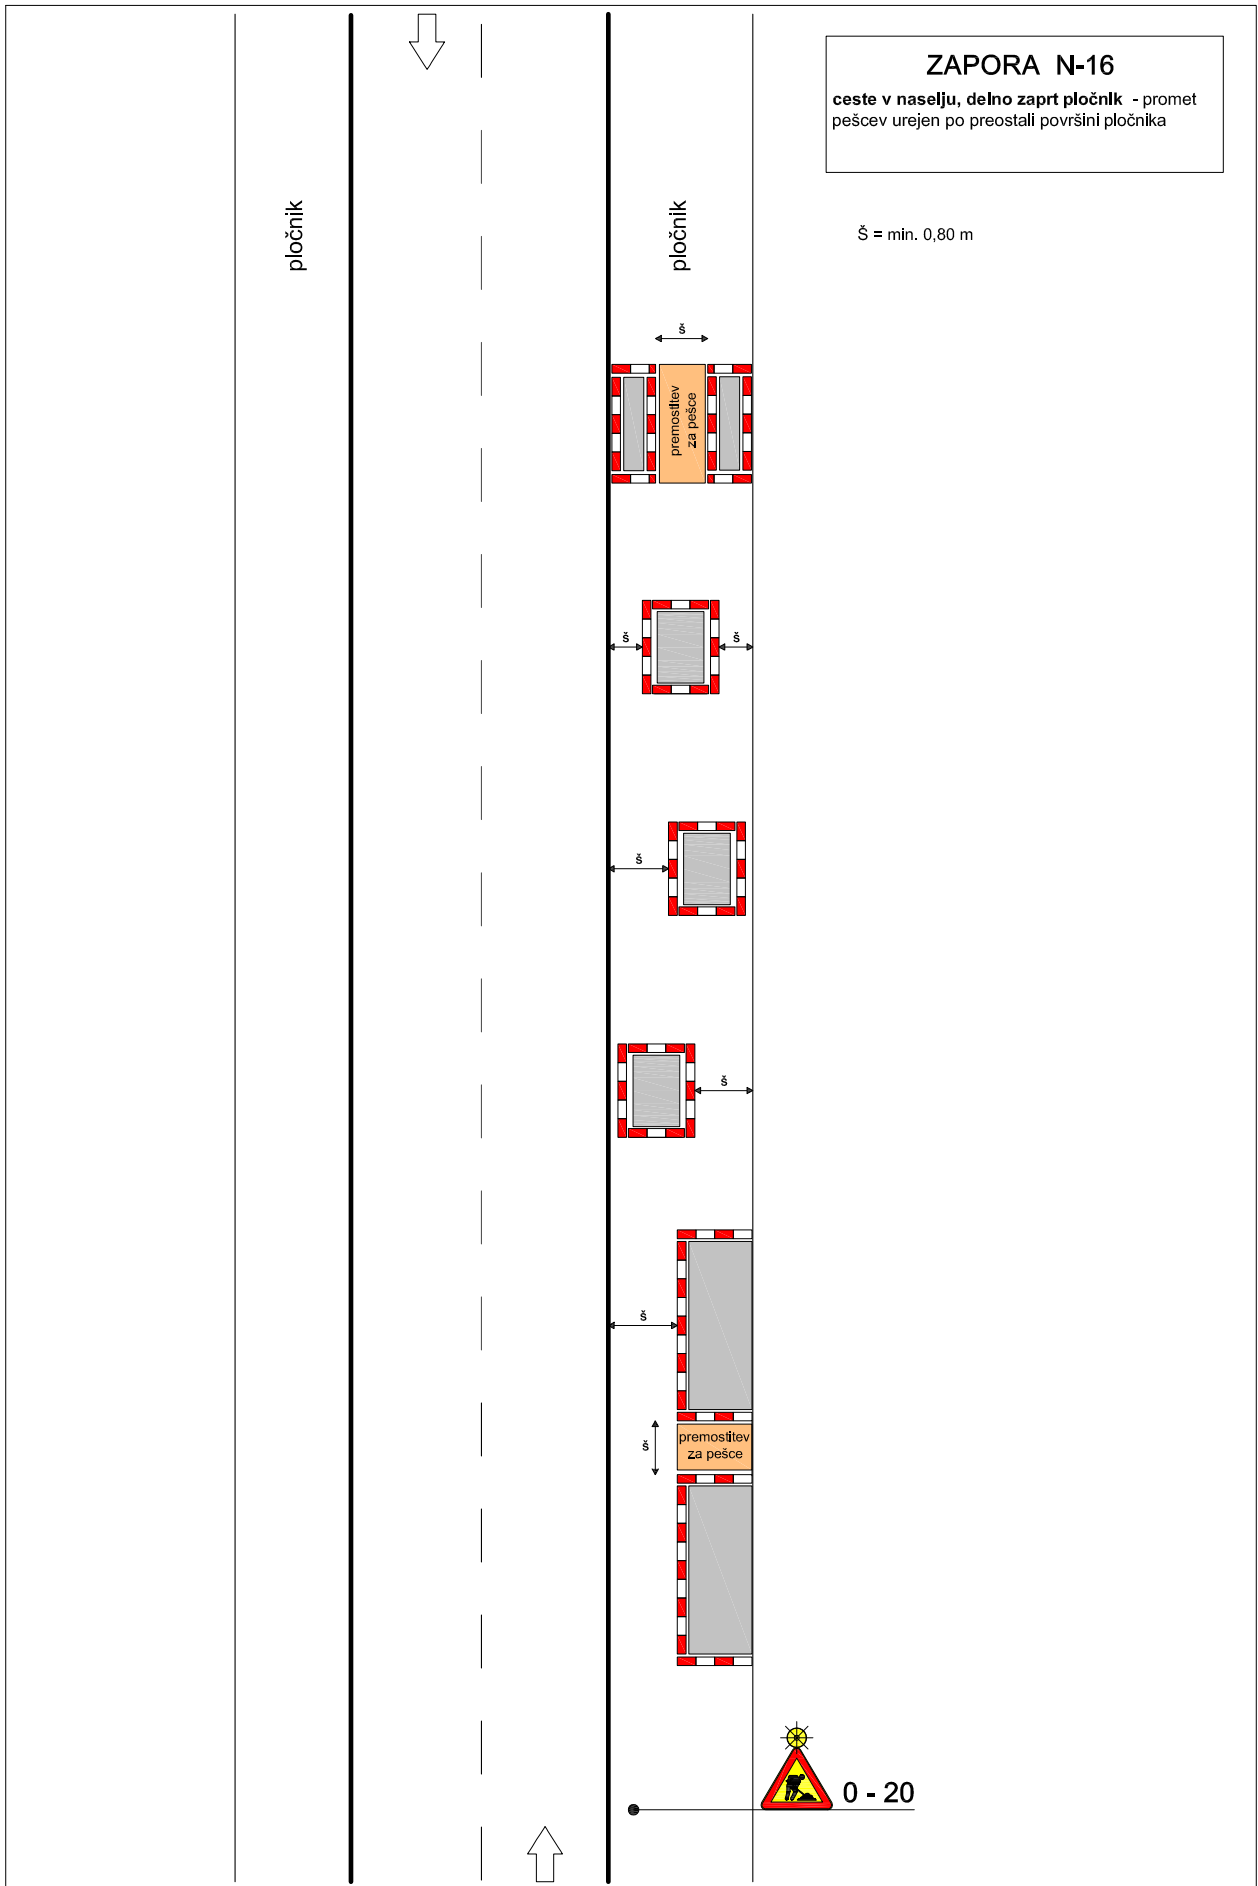 ZAPORA N-16
ceste v naselju, delno zaprt pločnik - promet
pešcev urejen po preostali površini pločnika
Š = min. 0,80 m
pločnik
pločnik
Š
premostitev
za pešce
Š
Š
Š
Š
Š
Š
premostitev
za pešce
0 - 20